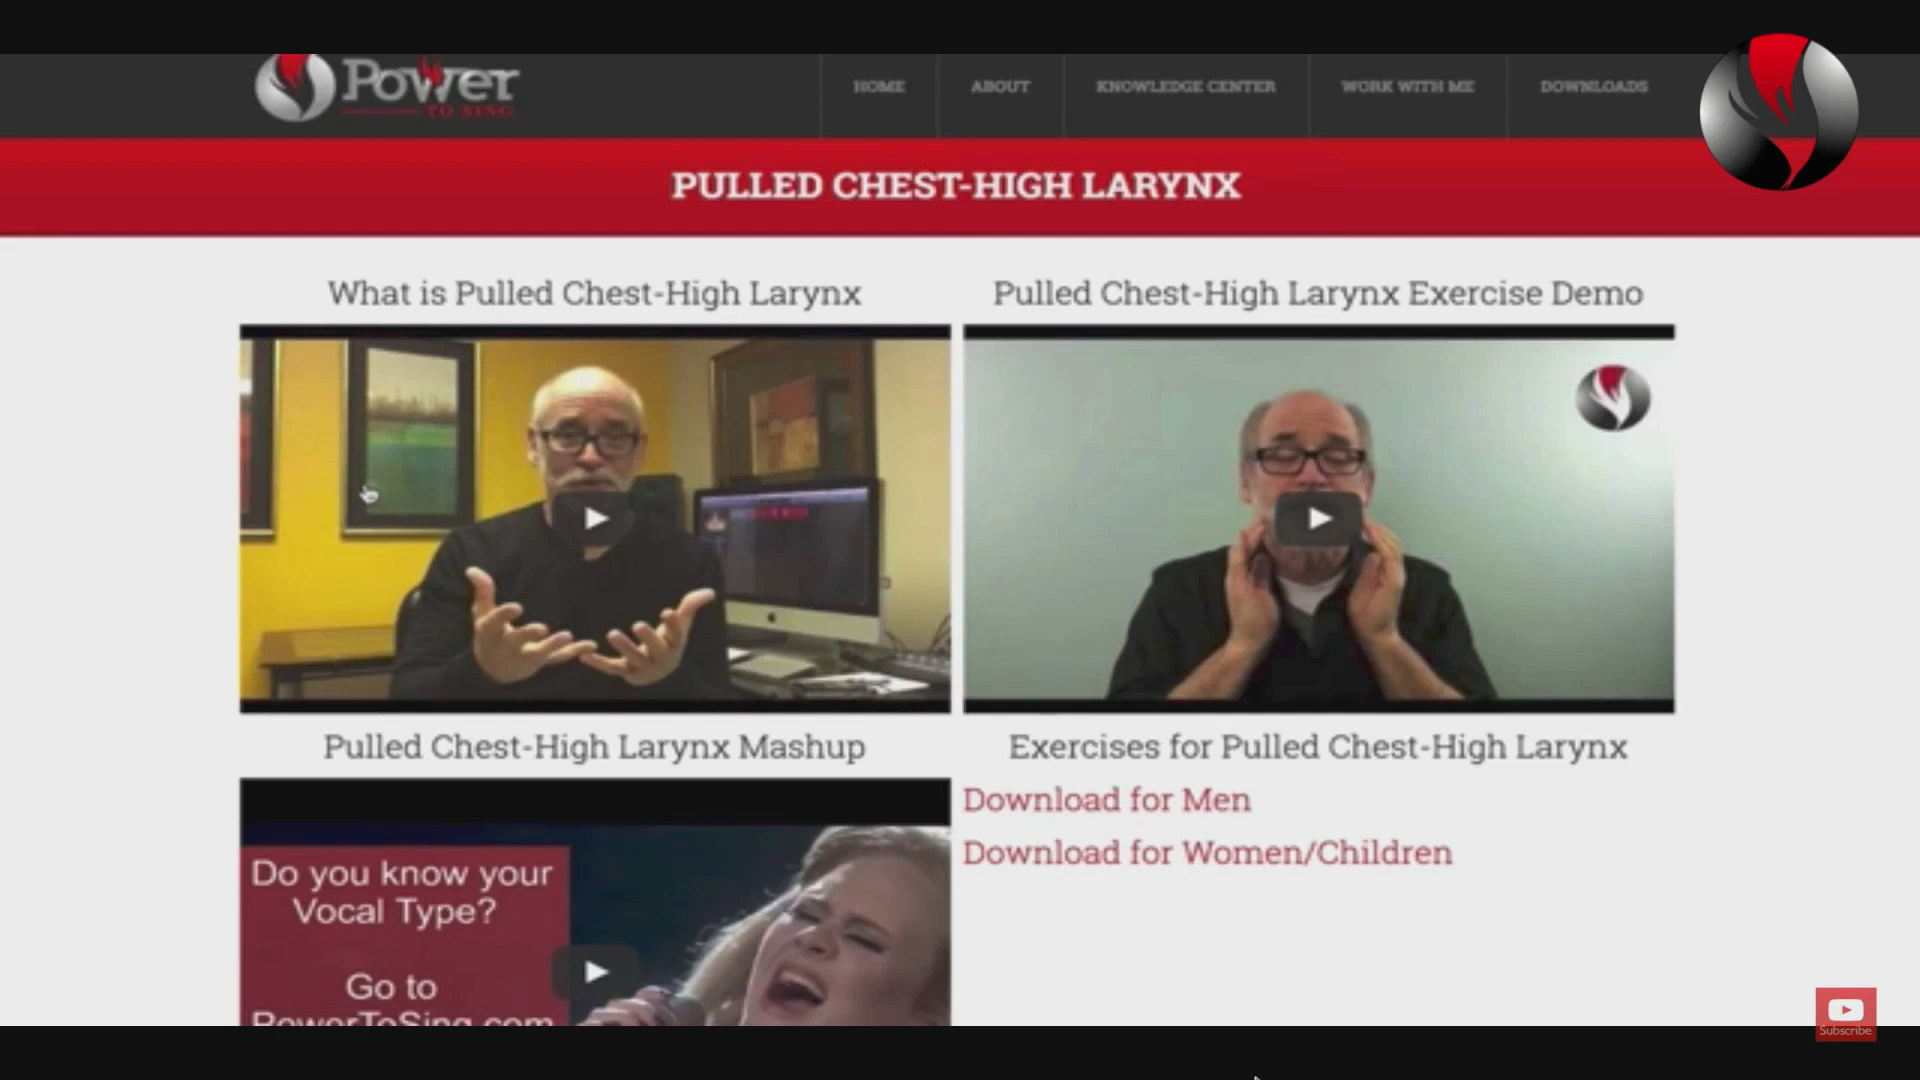 Power
TO SING
HOME
ABOUT
KNOWLEDGE CENTER
WORK WITH ME
DOWNLOADS
PULLED CHEST-HIGH LARYNX
What is Pulled Chest-High Larynx
Pulled Chest-High Larynx Exercise Demo
Pulled Chest-High Larynx Mashup
Exercises for Pulled Chest-High Larynx
Download for Men
Download for Women/Children
Do you know your
Vocal Type?
Go to
PowerToSing.com
Subscribe